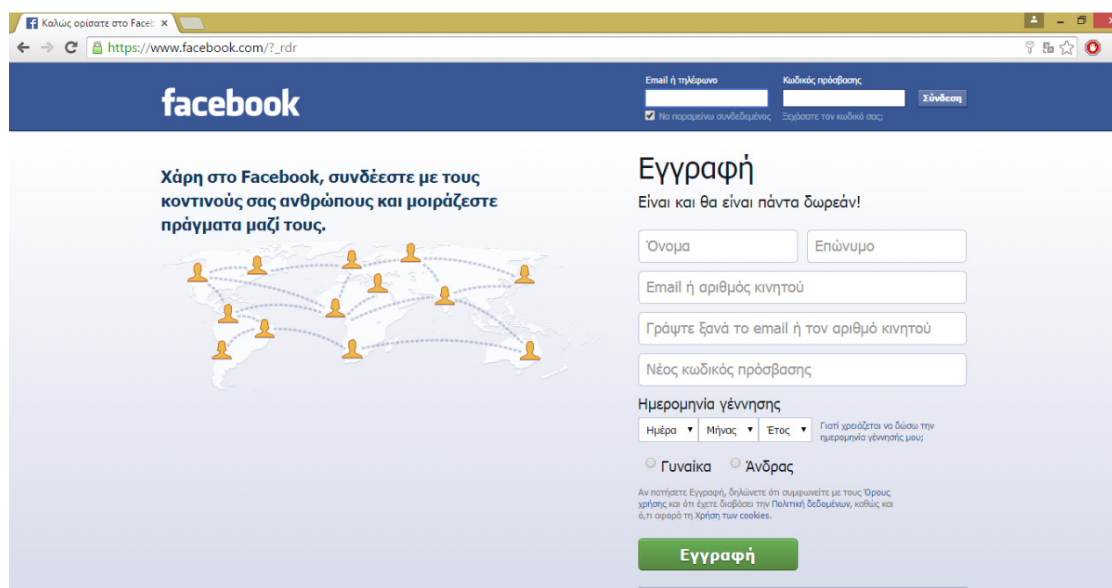 Καλώς ορίσατε στο Faceb
https://www.facebook.com/?_rdr
facebook
Email ή τηλέφωνο
Κωδικός πρόσβασης
Σύνδεση
Να παραμείνω συνδεδεμένος
Ξεχάσατε τον κωδικό σας;
Χάρη στο Facebook, συνδέεστε με τους
κοντινούς σας ανθρώπους και μοιράζεστε
πράγματα μαζί τους.
Εγγραφή
Είναι και θα είναι πάντα δωρεάν!
Όνομα
Επώνυμο
Email ή αριθμός κινητού
Γράψτε ξανά το email ή τον αριθμό κινητού
Νέος κωδικός πρόσβασης
Ημερομηνία γέννησης
Ημέρα
Μήνας
Έτος
Γιατί χρειάζεται να δώσω την
ημερομηνία γέννησής μου;
Γυναίκα
Άνδρας
Αν πατήσετε Εγγραφή, δηλώνετε ότι συμφωνείτε με τους Όρους
χρήσης και ότι έχετε διαβάσει την Πολιτική δεδομένων, καθώς και
ό,τι αφορά τη Χρήση των cookies.
Εγγραφή